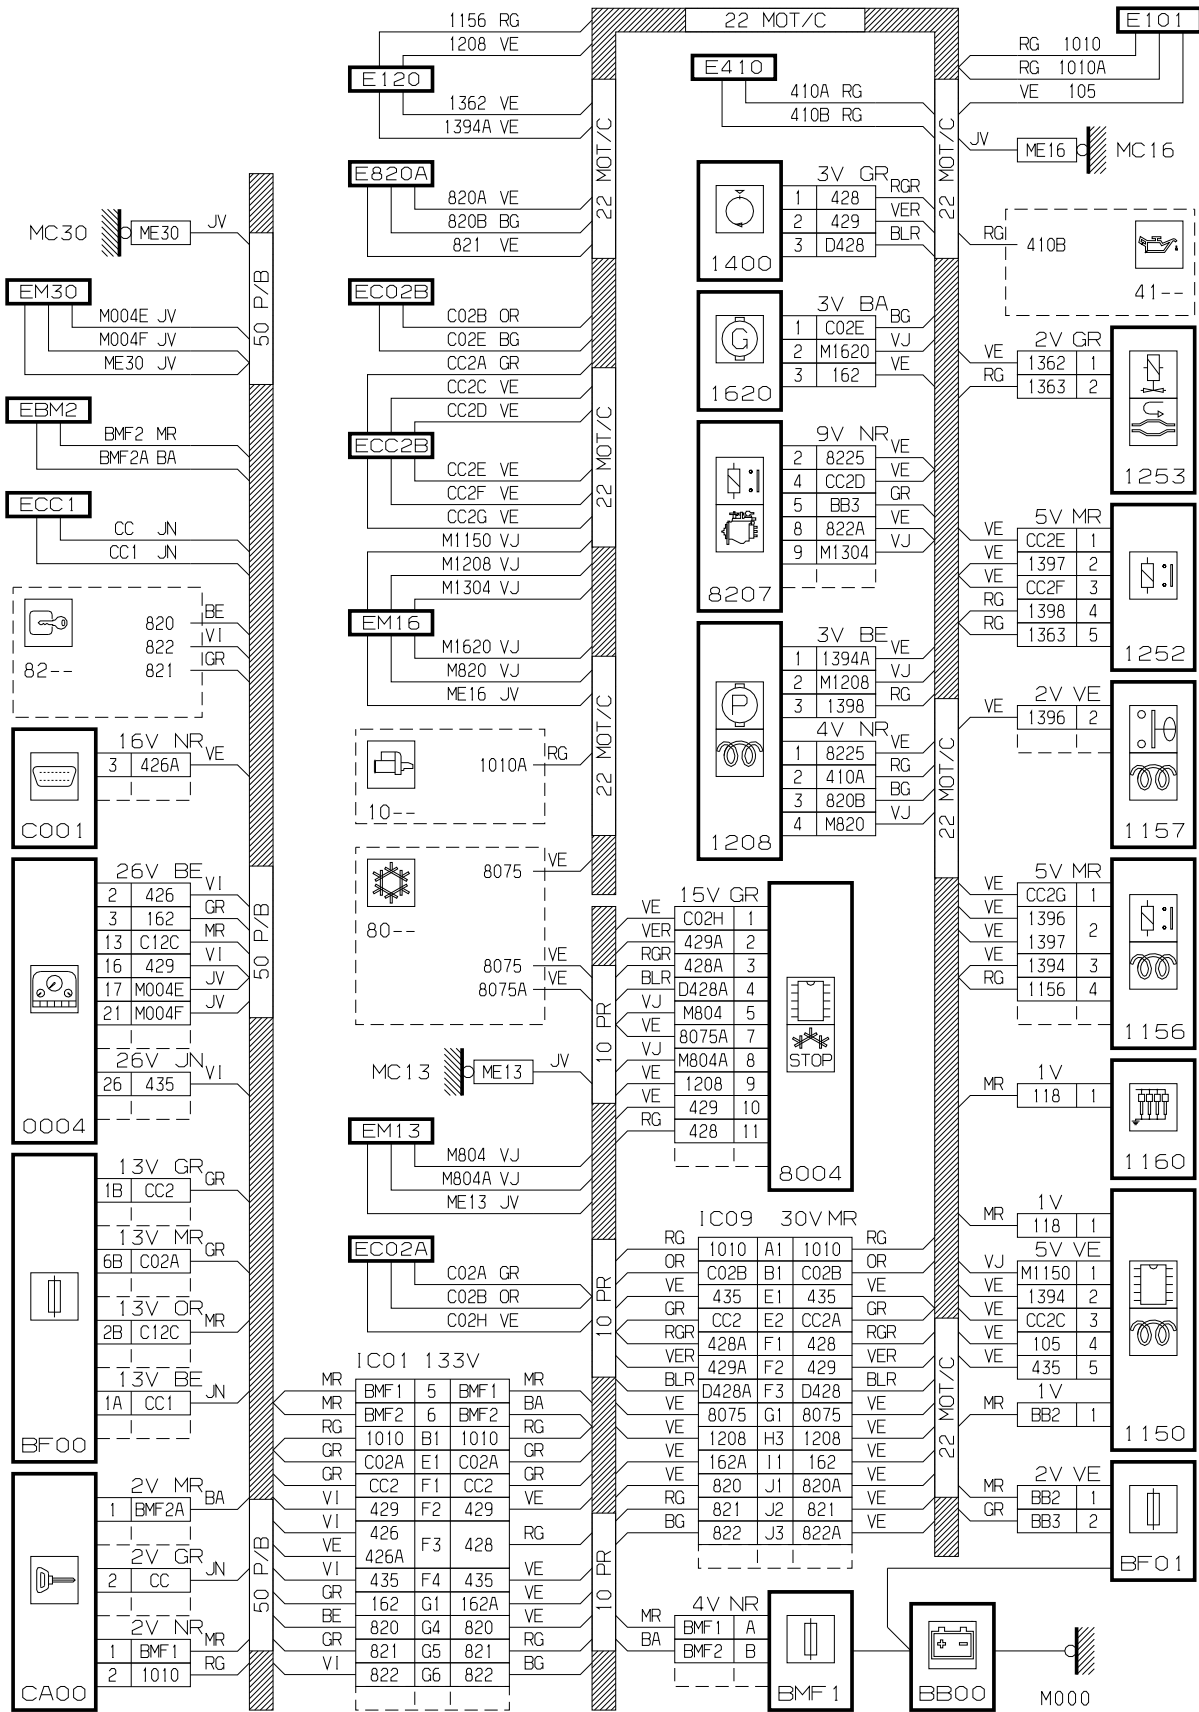 22 MOT/C
1156 RG
1208 VE
E120
1362 VE
1394A VE
E820A
820A VE
820B BG
821 VE
EC02B
C02B OR
C02E BG
CC2A GR
CC2C VE
CC2D VE
ECC2B
CC2E VE
CC2F VE
CC2G VE
M1150 VJ
M1208 VJ
M1304 VJ
EM16
M1620 VJ
M820 VJ
ME16 JV
1010A RG
10--
8075 VE
80--
8075 VE
8075A VE
MC13 ME13 JV
EM13
M804 VJ
M804A VJ
ME13 JV
EC02A
C02A GR
C02B OR
C02H VE
22 MOT/C
22 MOT/C
22 MOT/C
10 PR
10 PR
10 PR
MC30 ME30 JV
EM30
M004E JV
M004F JV
ME30 JV
EBM2
BMF2 MR
BMF2A BA
ECC1
CC JN
CC1 JN
820 BE
822 VI
82-- 821 GR
16V NR
3 426A VE
C001
26V BE
2 426 VI
3 162 GR
13 C12C MR
16 429 VI
17 M004E JV
21 M004F JV
26V JN
26 435 VI
0004
13V GR
1B CC2 GR
13V MR
6B C02A GR
13V OR
2B C12C MR
13V BE
1A CC1 JN
BF00
2V MR
1 BMF2A BA
2V GR
2 CC JN
2V NR
1 BMF1 MR
2 1010 RG
CA00
50 P/B
50 P/B
50 P/B
IC01 133V
MR BMF1 5 BMF1 MR
MR BMF2 6 BMF2 BA
RG 1010 B1 1010 RG
GR C02A E1 C02A GR
GR CC2 F1 CC2 GR
VI 429 F2 429 VE
VI 426 F3 428 RG
VE 426A
VI 435 F4 435 VE
GR 162 G1 162A VE
BE 820 G4 820 VE
GR 821 G5 821 RG
VI 822 G6 822 BG
E410
410A RG
410B RG
3V GR
1 428 RGR
2 429 VER
3 D428 BLR
1400
3V BA
G
1 C02E BG
2 M1620 VJ
3 162 VE
1620
9V NR
2 8225 VE
4 CC2D VE
5 BB3 GR
8 822A VE
9 M1304 VJ
8207
3V BE
P
1 1394A VE
2 M1208 VJ
3 1398 RG
4V NR
1 8225 VE
2 410A RG
3 820B BG
4 M820 VJ
1208
15V GR
VE C02H 1
VER 429A 2
RGR 428A 3
BLR D428A 4
VJ M804 5
VE 8075A 7
VJ M804A 8
VE 1208 9
VE 429 10
RG 428 11
STOP
8004
IC09 30V MR
RG 1010 A1 1010 RG
OR C02B B1 C02B OR
VE 435 E1 435 VE
GR CC2 E2 CC2A GR
RGR 428A F1 428 RGR
VER 429A F2 429 VER
BLR D428A F3 D428 BLR
VE 8075 G1 8075 VE
VE 1208 H3 1208 VE
VE 162A I1 162 VE
VE 820 J1 820A VE
RG 821 J2 821 VE
BG 822 J3 822A VE
4V NR
MR BMF1 A
BA BMF2 B
BMF1
BB00
M000
22 MOT/C
22 MOT/C
22 MOT/C
E101
RG 1010
RG 1010A
VE 105
JV ME16 MC16
RG 410B
41--
2V GR
VE 1362 1
RG 1363 2
1253
5V MR
VE CC2E 1
VE 1397 2
VE CC2F 3
RG 1398 4
RG 1363 5
1252
2V VE
VE 1396 2
1157
5V MR
VE CC2G 1
VE 1396 2
VE 1397
VE 1394 3
RG 1156 4
1156
1V
MR 118 1
1160
1V
MR 118 1
5V VE
VJ M1150 1
VE 1394 2
VE CC2C 3
VE 105 4
VE 435 5
1V
MR BB2 1
1150
2V VE
MR BB2 1
GR BB3 2
BF01